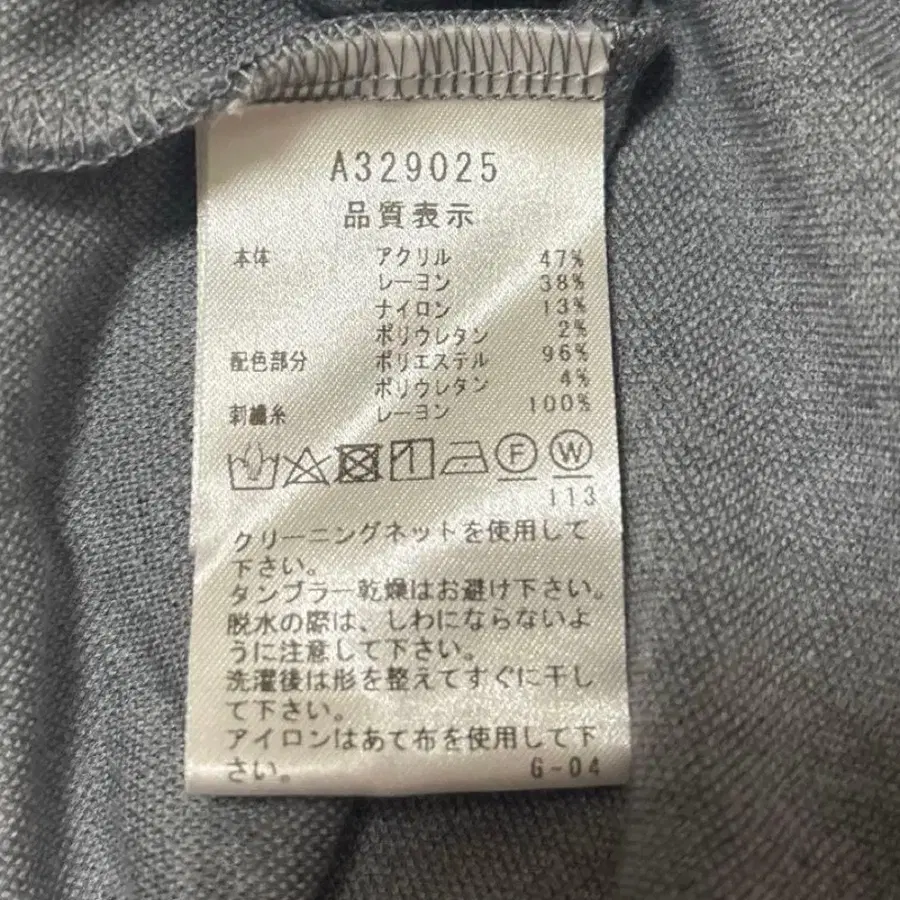 A329025
品質表示
本体 アクリル 47%
レーヨン 38%
ナイロン 13%
ポリウレタン 2%
配色部分 ポリエステル 96%
ポリウレタン 4%
刺繍糸 レーヨン 100%
F W
113
クリーニングネットを使用して
下さい。
タンブラー乾燥はお避け下さい。
脱水の際は、しわにならないよ
うに注意して下さい。
洗濯後は形を整えてすぐに干し
て下さい。
アイロンはあて布を使用して下
さい。 G-04